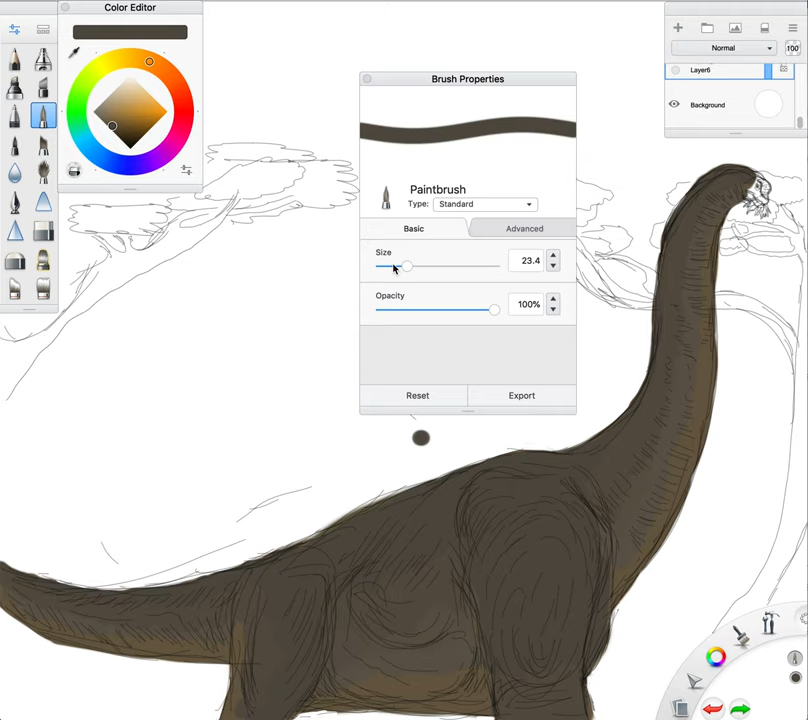 Color Editor
Brush Properties
Paintbrush
Type: Standard
Basic
Advanced
Size
23.4
Opacity
100%
Reset
Export
Normal
100
Layer6
Background